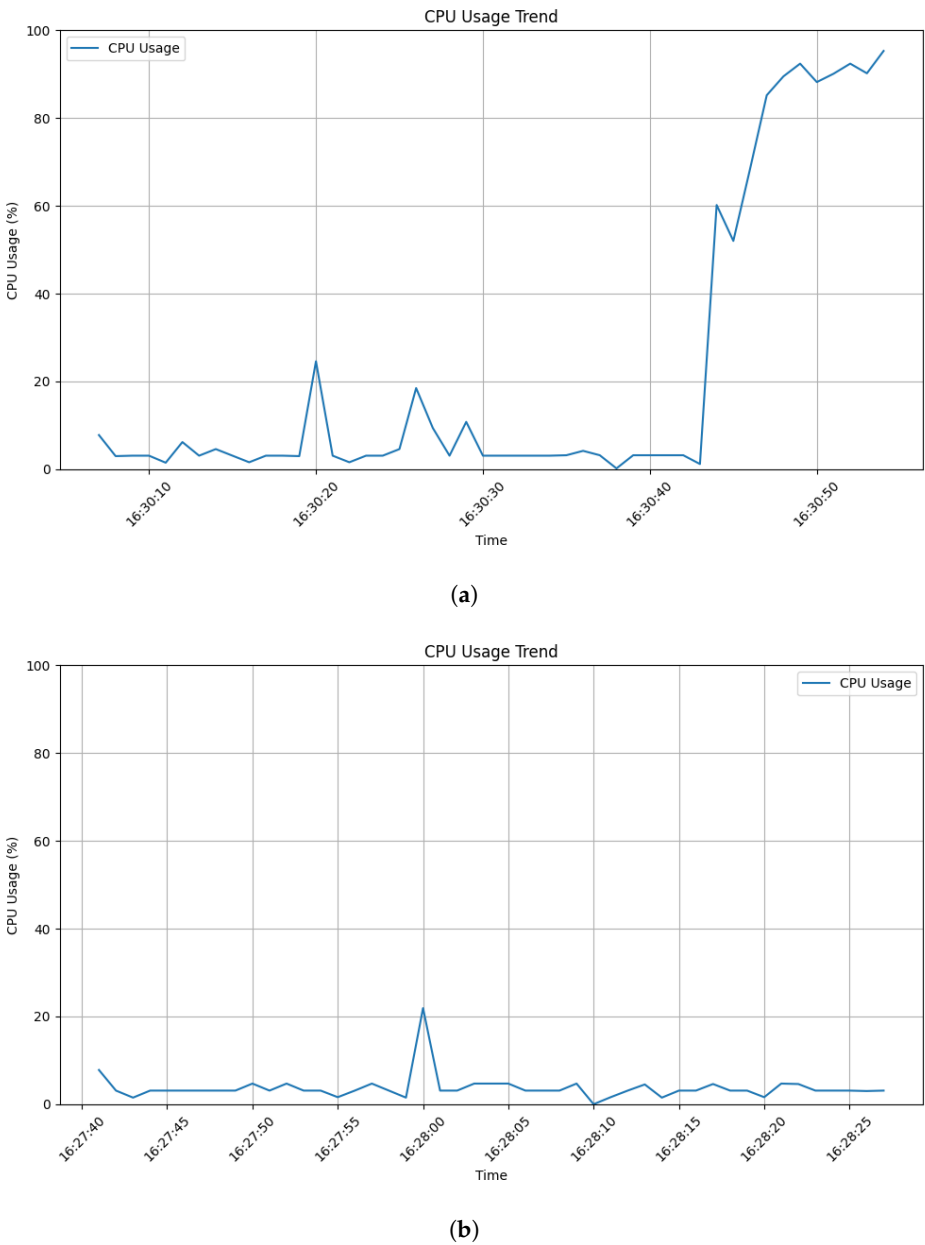 CPU Usage Trend
CPU Usage
100
80
60
40
20
0
CPU Usage (%)
16:30:10
16:30:20
16:30:30
16:30:40
16:30:50
Time
(a)
CPU Usage Trend
CPU Usage
100
80
60
40
20
0
CPU Usage (%)
16:27:40
16:27:45
16:27:50
16:27:55
16:28:00
16:28:05
16:28:10
16:28:15
16:28:20
16:28:25
Time
(b)